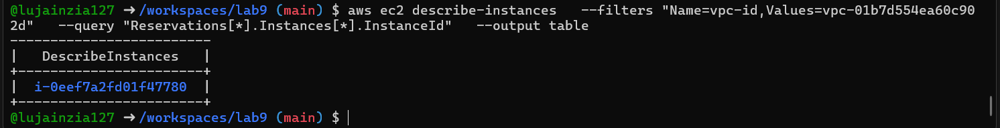 @lujainzia127 ➜ /workspaces/lab9 (main) $ aws ec2 describe-instances   --filters "Name=vpc-id,Values=vpc-01b7d554ea60c90
2d"   --query "Reservations[*].Instances[*].InstanceId"   --output table
-------------------------
|   DescribeInstances   |
+-----------------------+
|  i-0eef7a2fd01f47780  |
+-----------------------+
@lujainzia127 ➜ /workspaces/lab9 (main) $